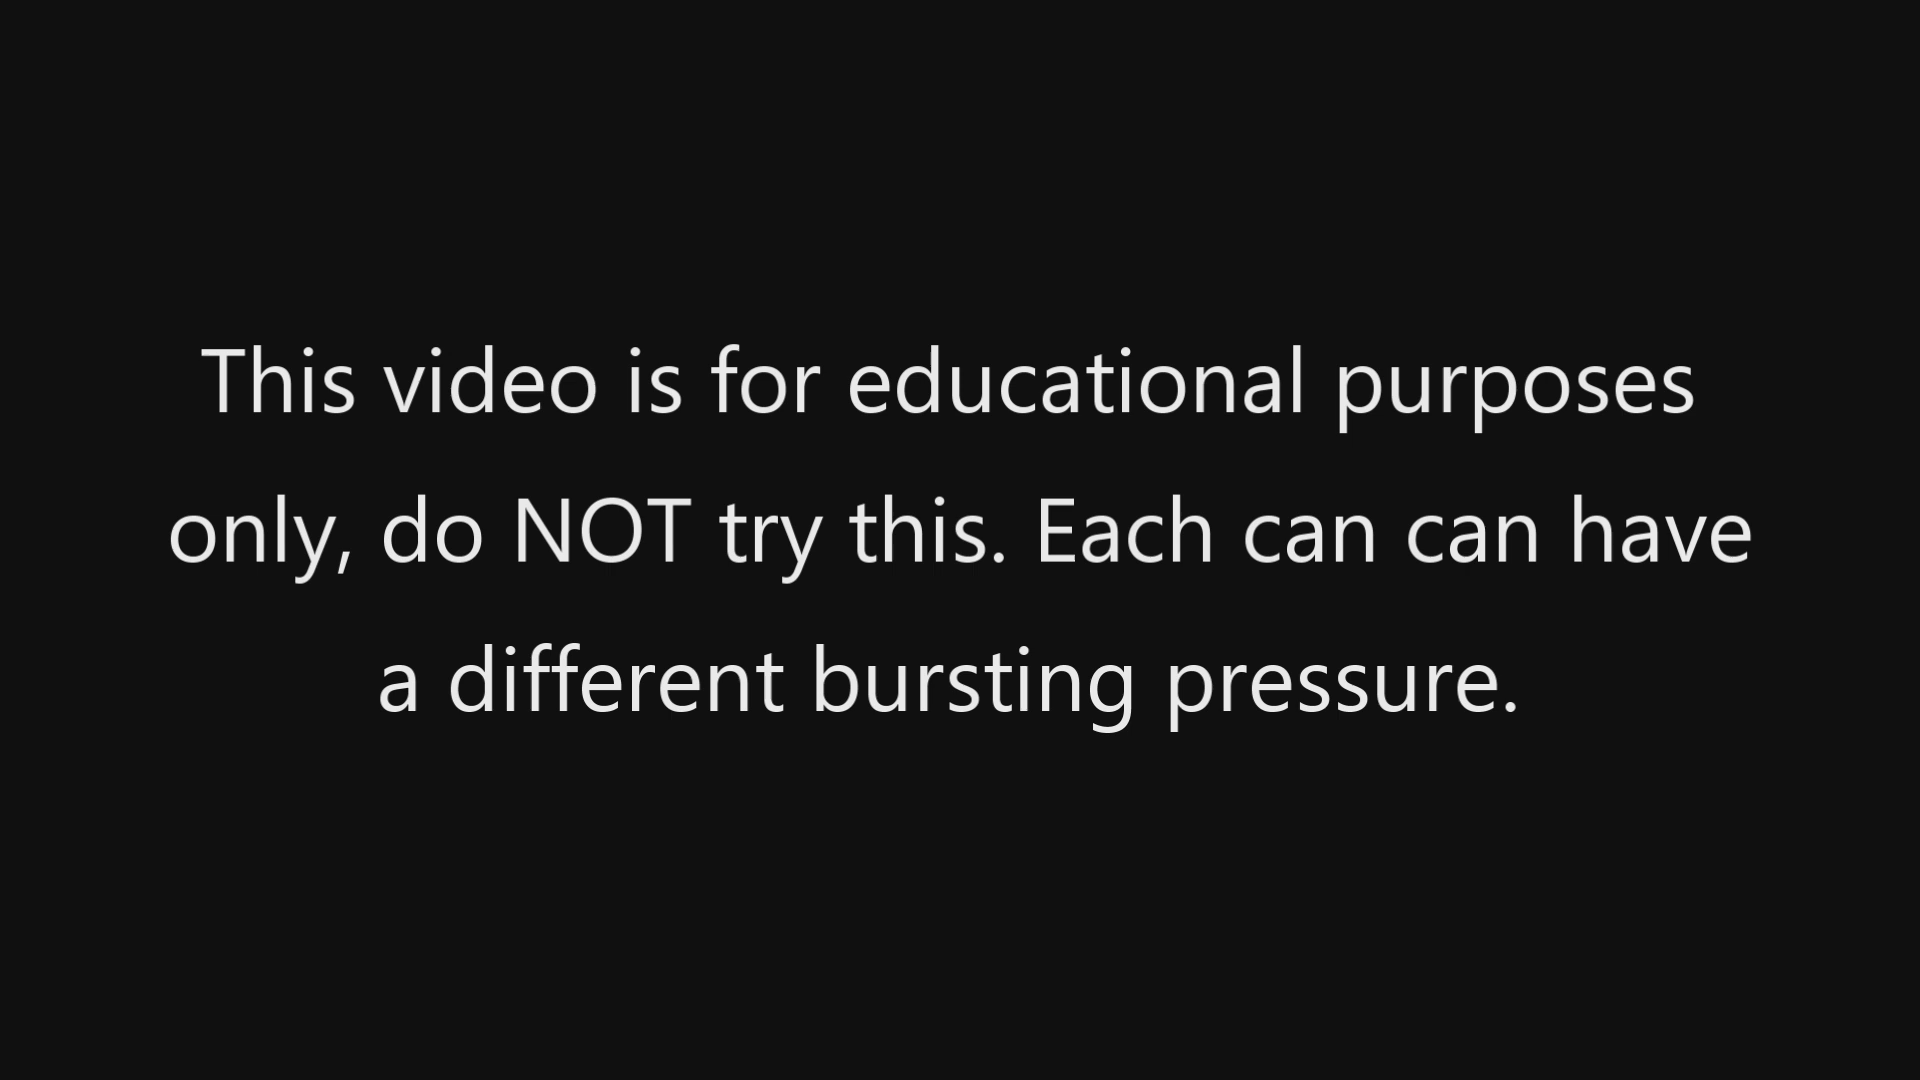 This video is for educational purposes
only, do NOT try this. Each can can have
a different bursting pressure.